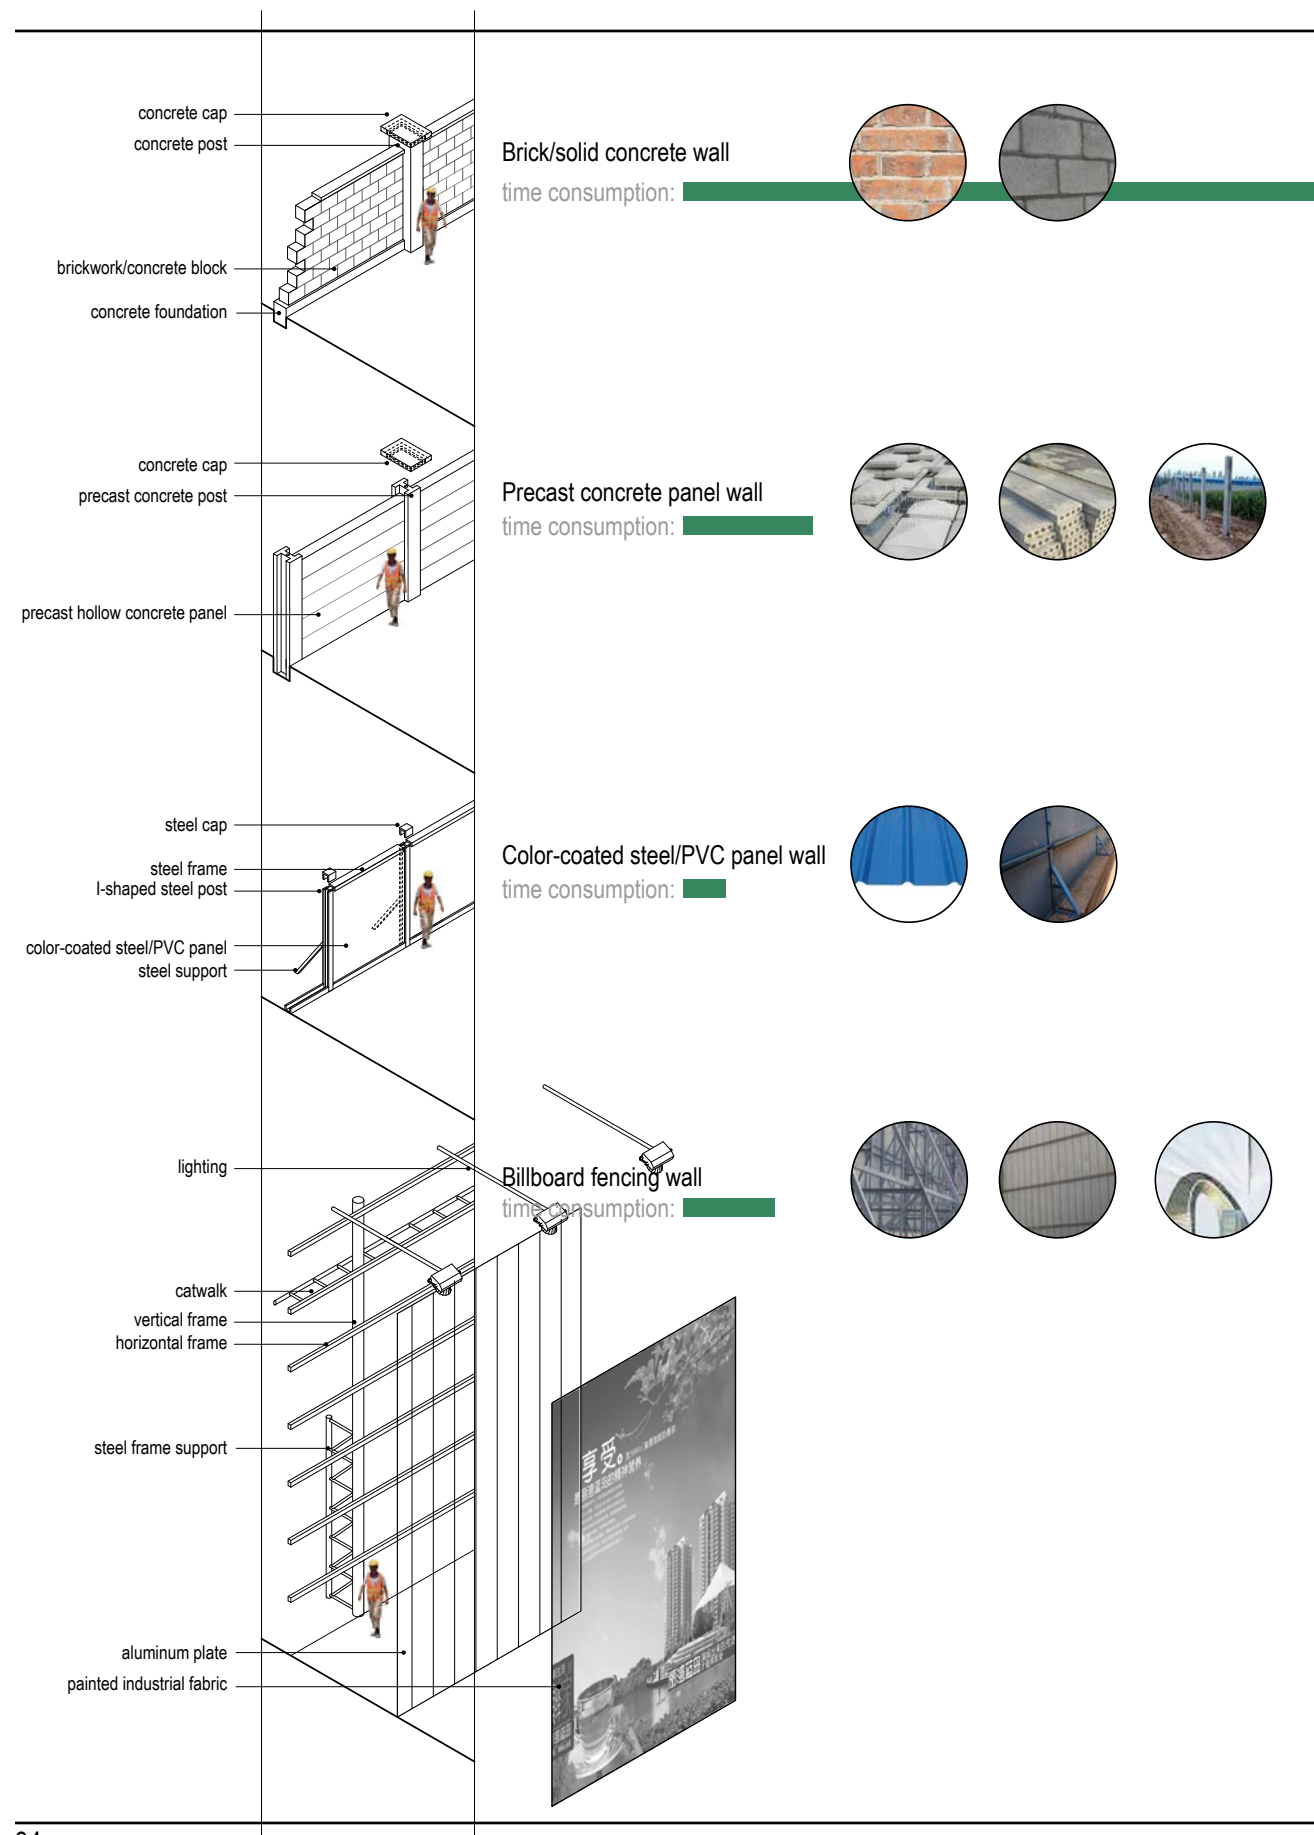 concrete cap
concrete post
Brick/solid concrete wall
time consumption:
brickwork/concrete block
concrete foundation
concrete cap
precast concrete post
Precast concrete panel wall
time consumption:
precast hollow concrete panel
steel cap
steel frame
I-shaped steel post
Color-coated steel/PVC panel wall
time consumption:
color-coated steel/PVC panel
steel support
lighting
Billboard fencing wall
time consumption:
catwalk
vertical frame
horizontal frame
steel frame support
享受。
aluminum plate
painted industrial fabric